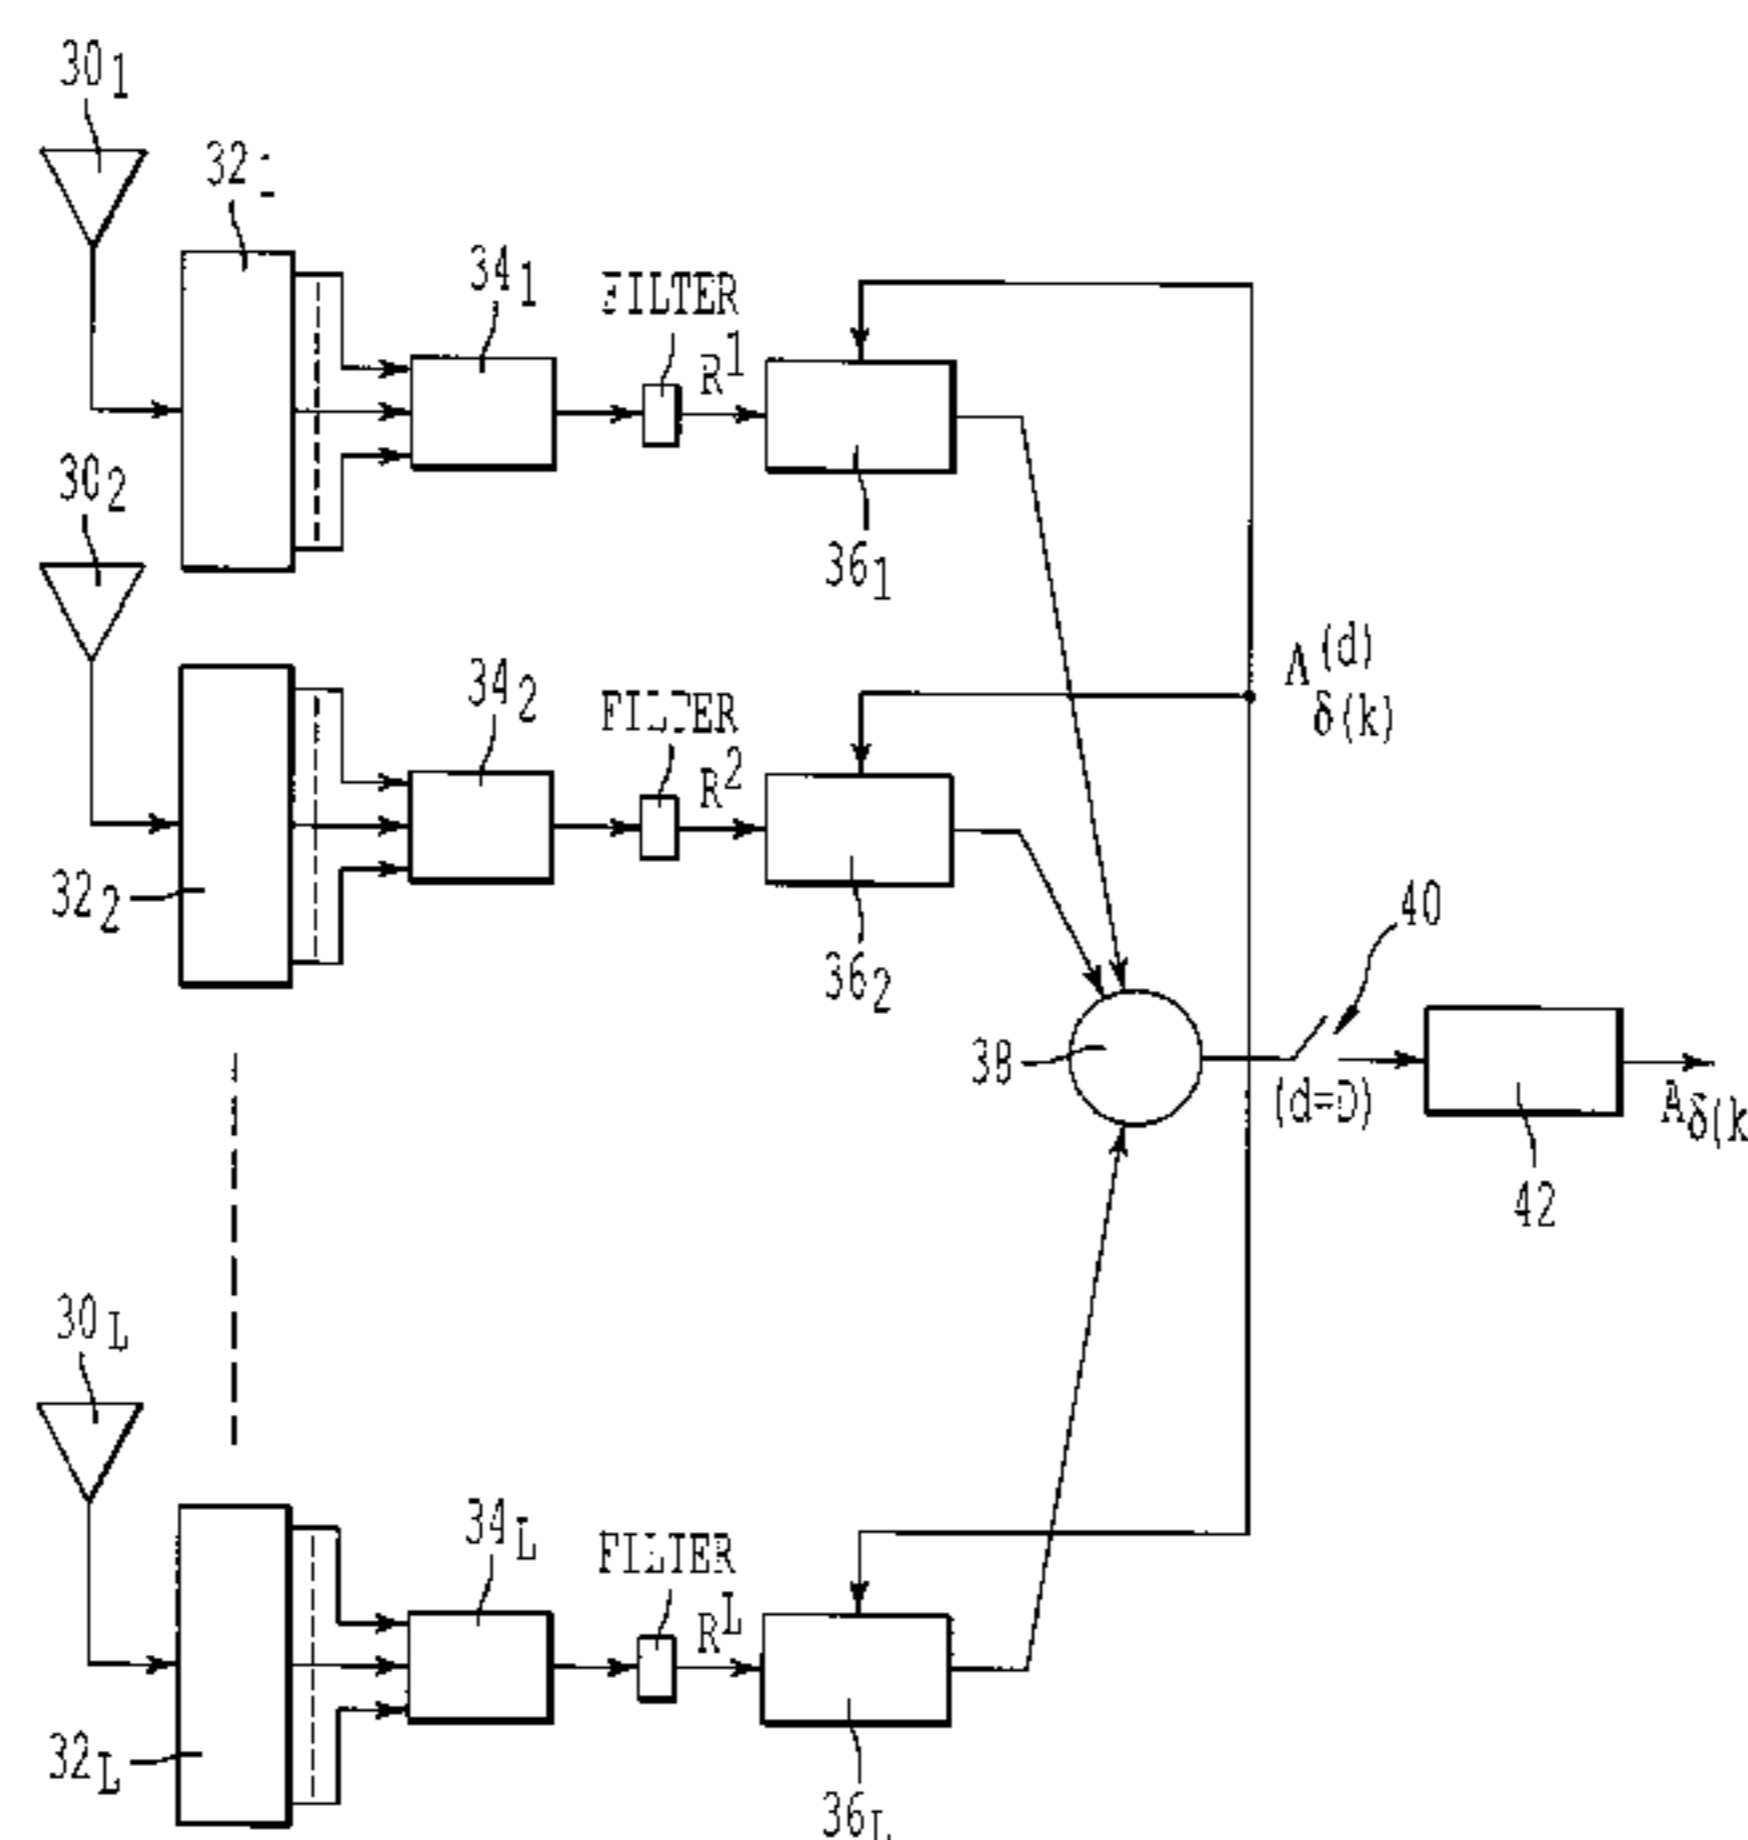 30₁
32₁
34₁
FILTER
R¹
36₁
30₂
34₂
FILTER
R²
32₂
36₂
Λ(d)
δ(k)
38
40
(d=D)
42
Aδ(k
30L
34L
FILTER
Rᴸ
32L
36L